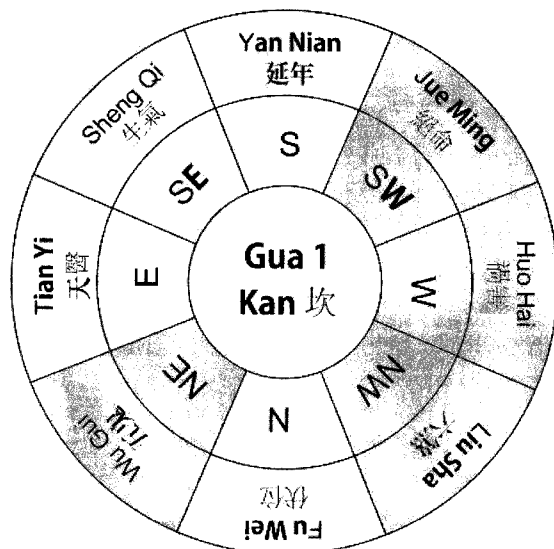 Yan Nian
延年
Jue Ming
絕命
Huo Hai
禍害
Liu Sha
六煞
Fu Wei
伏位
Wu Gui
五鬼
Tian Yi
天醫
Sheng Qi
生氣
S
SW
W
NW
N
NE
E
SE
Gua 1
Kan 坎